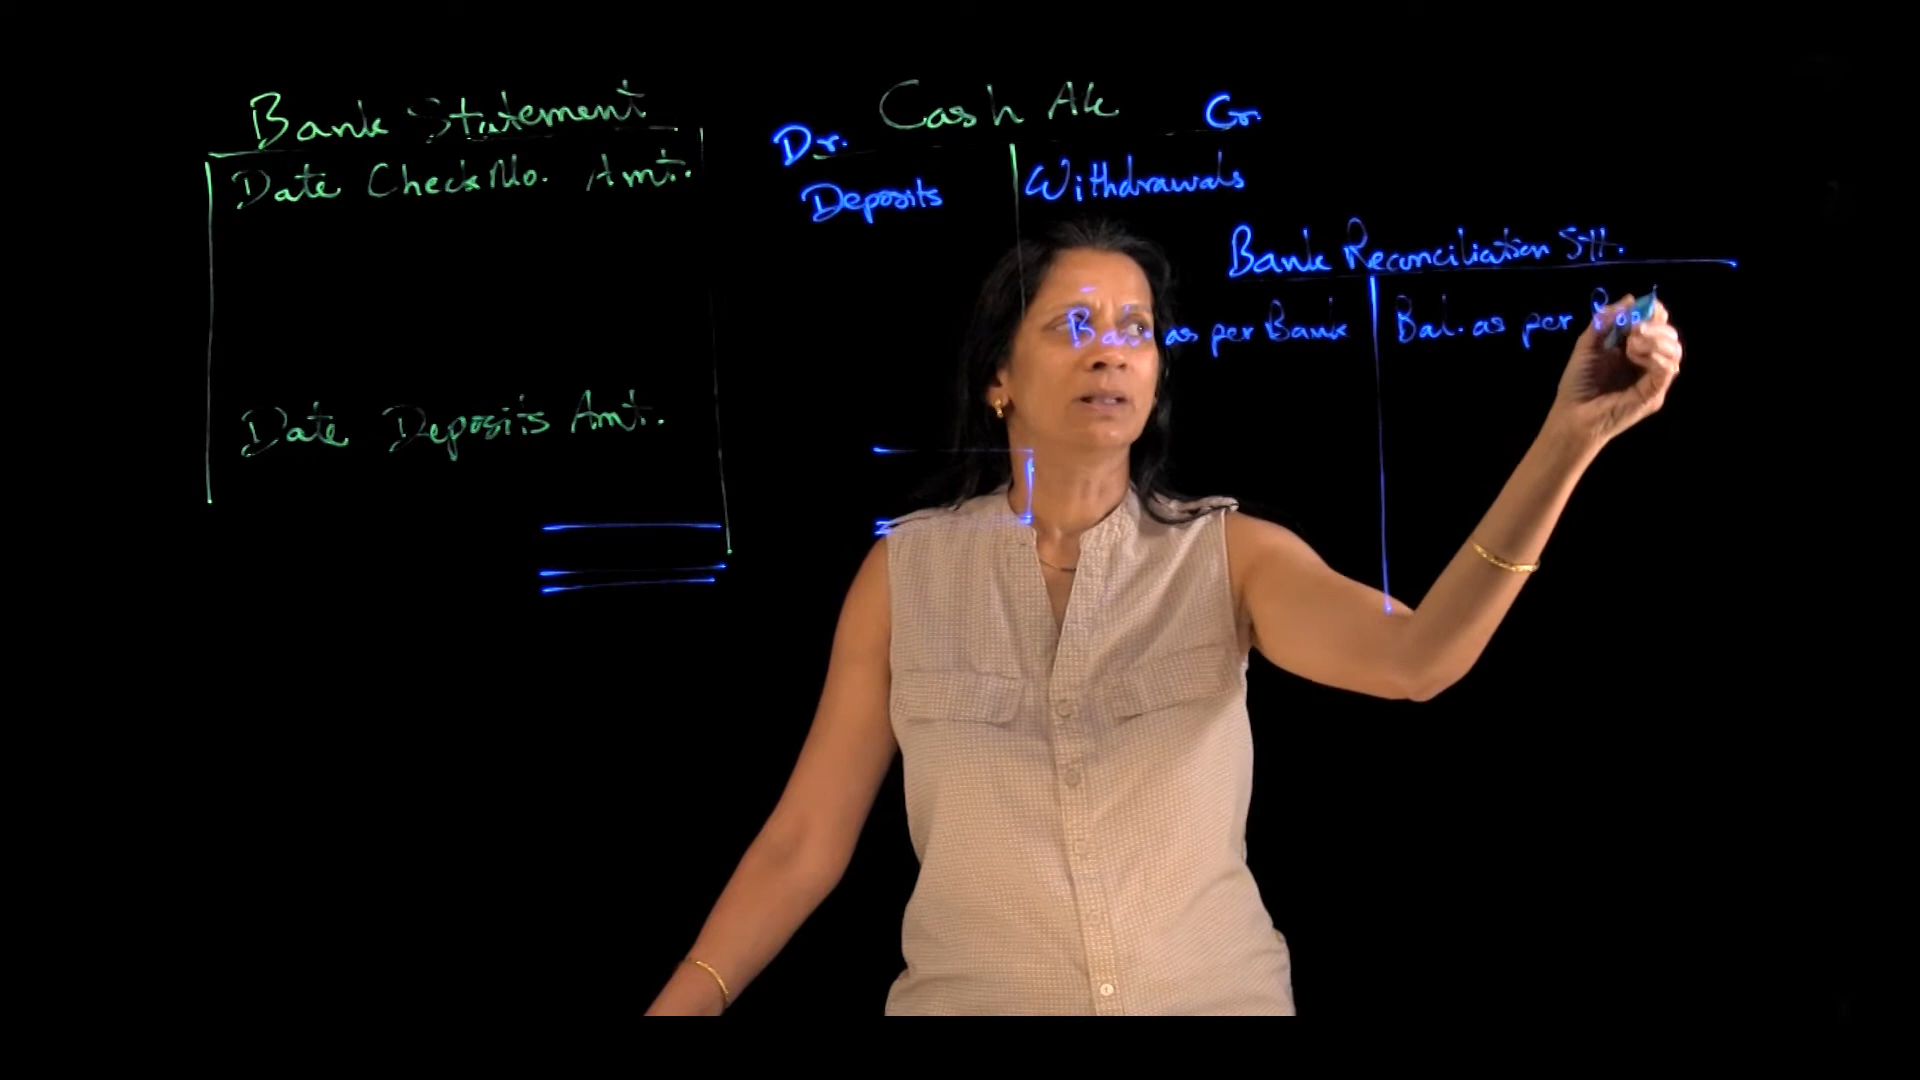 Bank Statement
Date Check No. Amt.
Date Deposits Amt.
Cash A/c
Dr. Cr.
Deposits Withdrawals
Bank Reconciliation Stt.
Bal. as per Bank Bal. as per